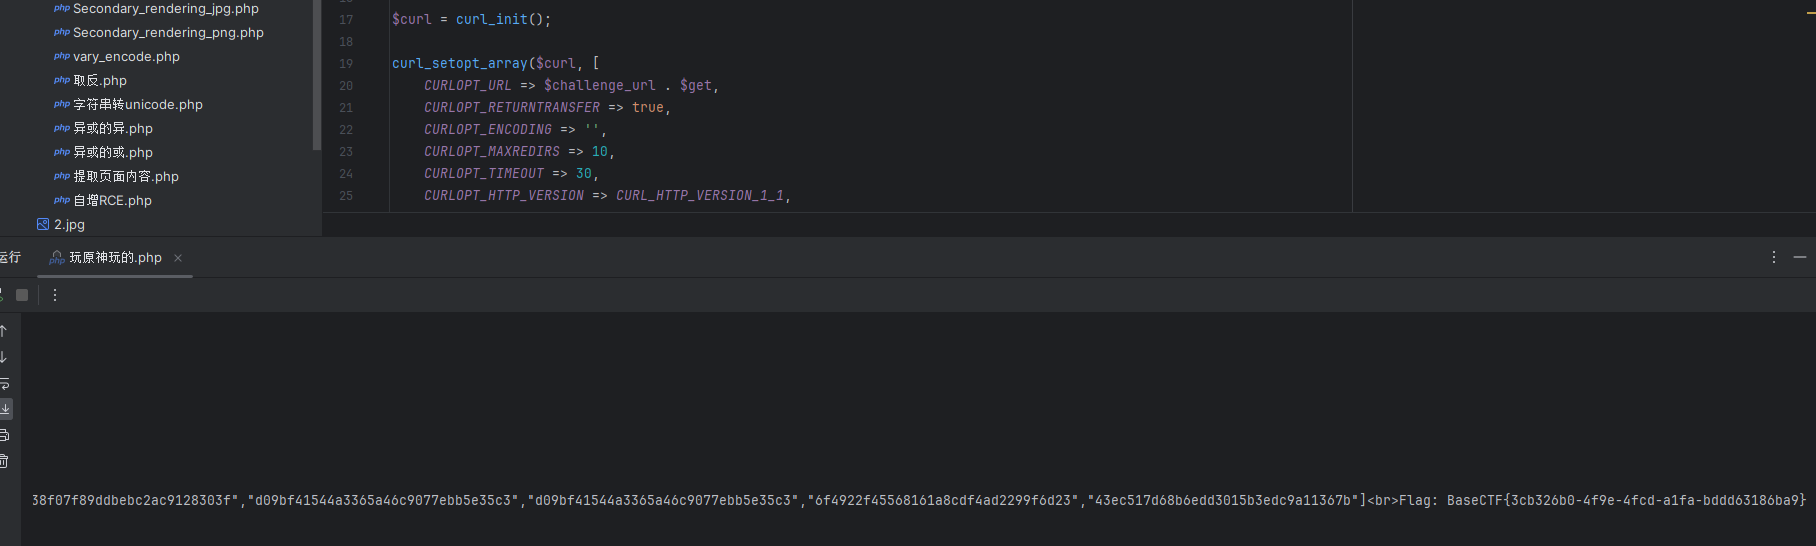 php Secondary_rendering_jpg.php
php Secondary_rendering_png.php
php vary_encode.php
php 取反.php
php 字符串转unicode.php
php 异或的异.php
php 异或的或.php
php 提取页面内容.php
php 自增RCE.php
2.jpg
17 $curl = curl_init();
18
19 curl_setopt_array($curl, [
20 CURLOPT_URL => $challenge_url . $get,
21 CURLOPT_RETURNTRANSFER => true,
22 CURLOPT_ENCODING => '',
23 CURLOPT_MAXREDIRS => 10,
24 CURLOPT_TIMEOUT => 30,
25 CURLOPT_HTTP_VERSION => CURL_HTTP_VERSION_1_1,
运行 php 玩原神玩的.php ×
38f07f89ddbebc2ac9128303f","d09bf41544a3365a46c9077ebb5e35c3","d09bf41544a3365a46c9077ebb5e35c3","6f4922f45568161a8cdf4ad2299f6d23","43ec517d68b6edd3015b3edc9a11367b"]<br>Flag: BaseCTF{3cb326b0-4f9e-4fcd-a1fa-bddd63186ba9}